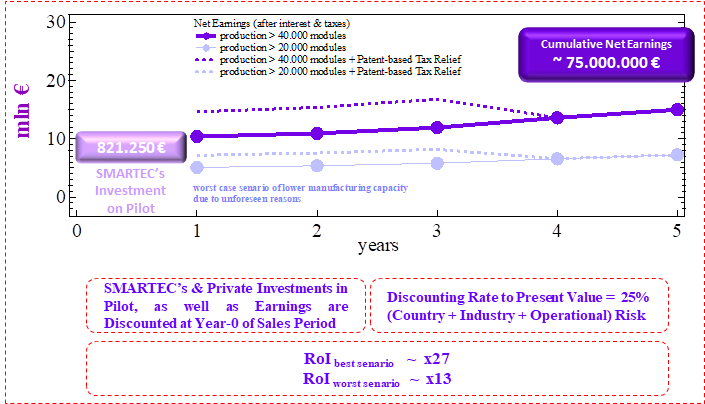 30
20
10
0
mln €
Net Earnings (after interest & taxes)
production > 40.000 modules
production > 20.000 modules
production > 40.000 modules + Patent-based Tax Relief
production > 20.000 modules + Patent-based Tax Relief
Cumulative Net Earnings
~ 75.000.000 €
821.250 €
SMARTEC's
Investment
on Pilot
worst case senario of lower manufacturing capacity
due to unforeseen reasons
0 1 2 3 4 5
years
SMARTEC's & Private Investments in
Pilot, as well as Earnings are
Discounted at Year-0 of Sales Period
Discounting Rate to Present Value = 25%
(Country + Industry + Operational) Risk
RoI best senario ~ x27
RoI worst senario ~ x13